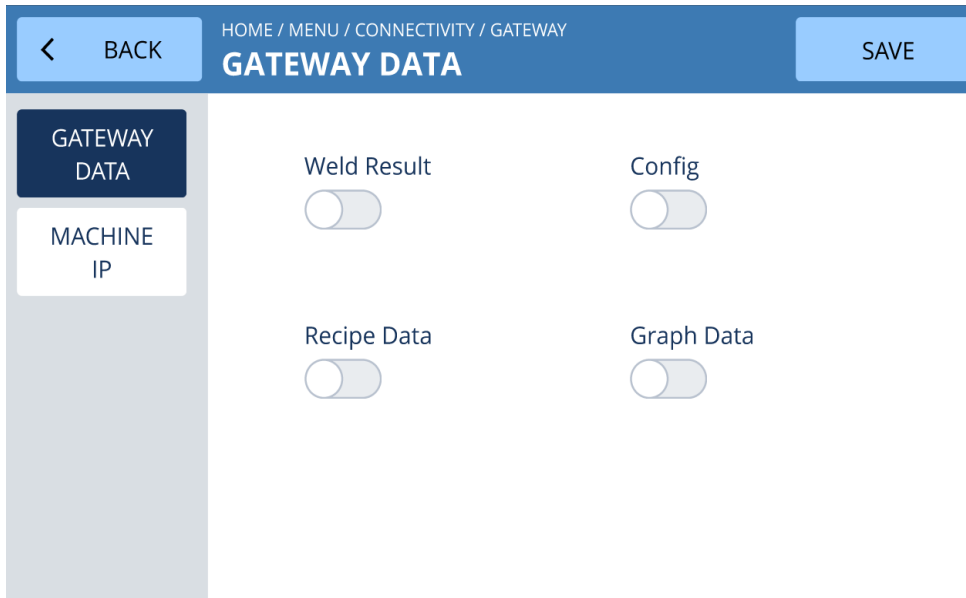 BACK
HOME / MENU / CONNECTIVITY / GATEWAY
GATEWAY DATA
SAVE
GATEWAY
DATA
MACHINE
IP
Weld Result
Config
Recipe Data
Graph Data